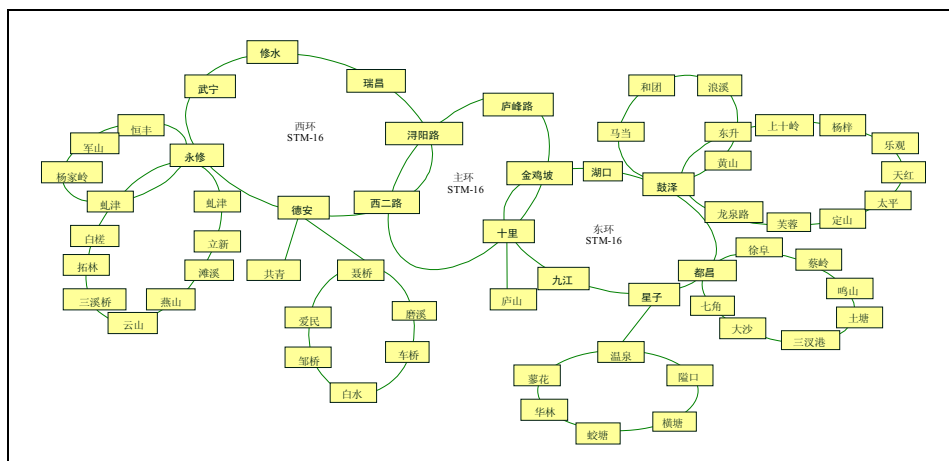 修水
和团
浪溪
武宁
瑞昌
庐峰路
恒丰
西环
STM-16
浔阳路
马当
东升
上十岭
杨梓
军山
乐观
永修
主环
STM-16
金鸡坡
湖口
黄山
鼓泽
天红
杨家岭
虬津
虬津
德安
西二路
龙泉路
太平
芙蓉
定山
白槎
立新
十里
东环
STM-16
徐阜
蔡岭
拓林
滩溪
共青
聂桥
九江
都昌
鸣山
三溪桥
燕山
庐山
星子
七角
土塘
云山
爱民
磨溪
大沙
三汊港
邹桥
车桥
温泉
隘口
白水
蓼花
华林
横塘
蛟塘